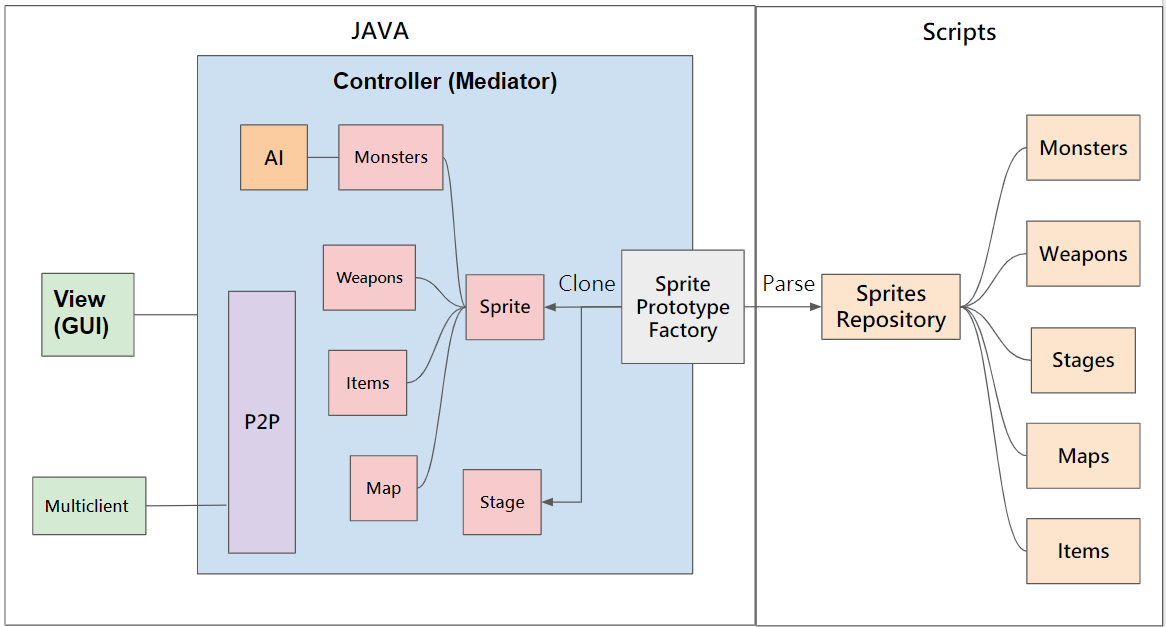 JAVA
Scripts
Controller (Mediator)
AI
Monsters
Weapons
Sprite
Items
Map
Stage
Clone
Sprite
Prototype
Factory
View
(GUI)
P2P
Multiclient
Parse
Sprites
Repository
Monsters
Weapons
Stages
Maps
Items